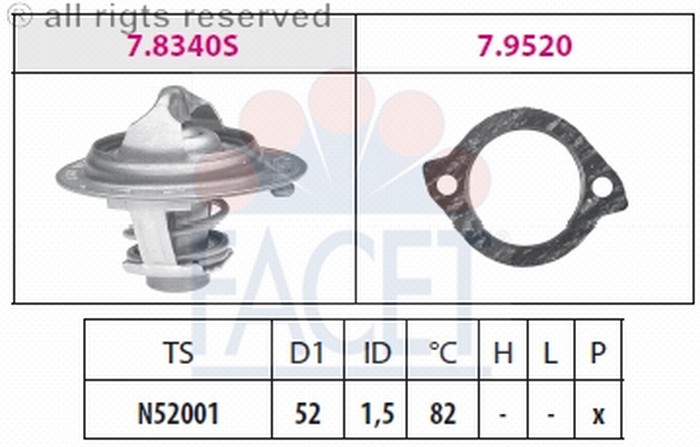 ® all rigts reserved
7.8340S 7.9520
FACET
TS D1 ID °C H L P
N52001 52 1,5 82 - - x